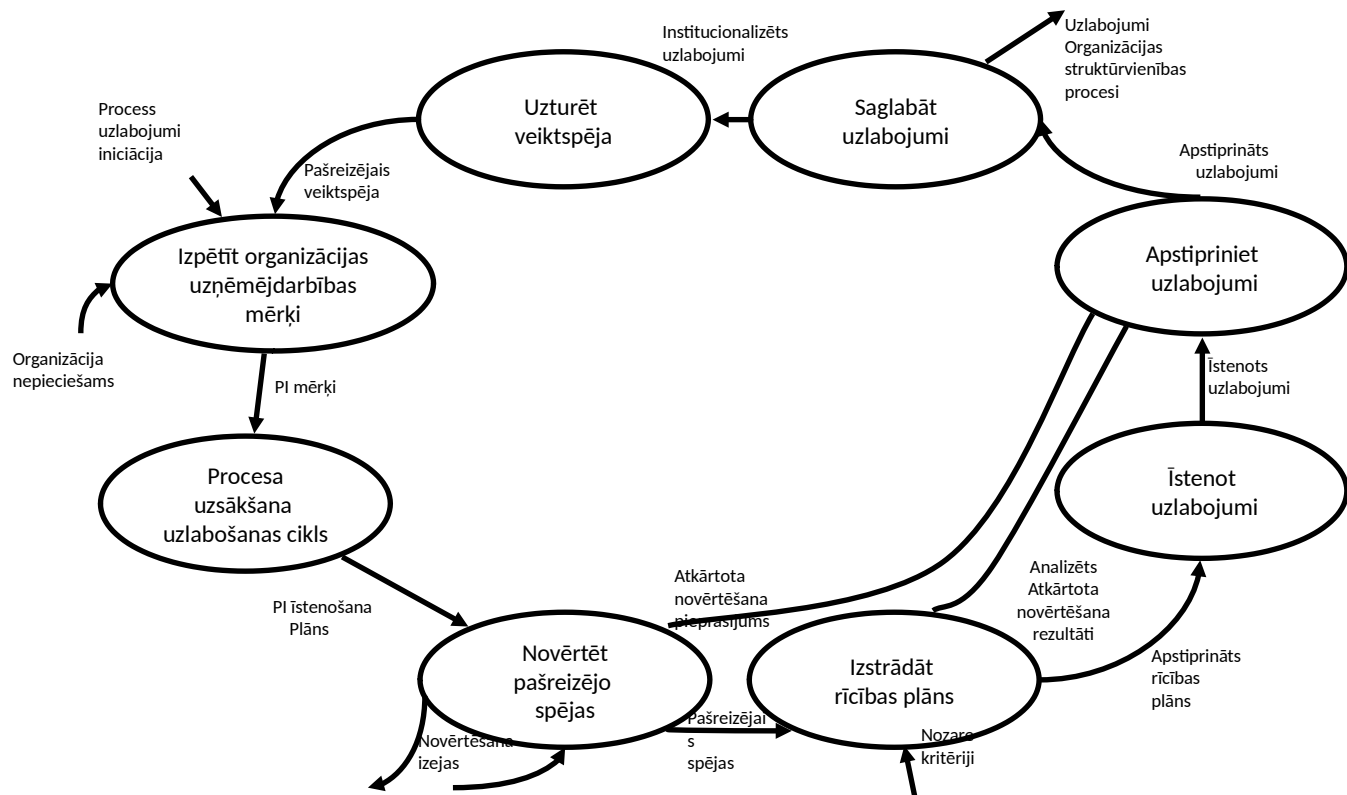 Institucionalizēts
uzlabojumi
Uzlabojumi
Organizācijas
struktūrvienības
procesi
Process
uzlabojumi
iniciācija
Uzturēt
veiktspēja
Saglabāt
uzlabojumi
Apstiprināts
uzlabojumi
Pašreizējais
veiktspēja
Izpētīt organizācijas
uzņēmējdarbības
mērķi
Apstipriniet
uzlabojumi
Organizācija
nepieciešams
PI mērķi
Īstenots
uzlabojumi
Procesa
uzsākšana
uzlabošanas cikls
Īstenot
uzlabojumi
PI īstenošana
Plāns
Atkārtota
novērtēšana
pieprasījums
Analizēts
Atkārtota
novērtēšana
rezultāti
Novērtēt
pašreizējo
spējas
Izstrādāt
rīcības plāns
Apstiprināts
rīcības
plāns
Pašreizējai
s
spējas
Novērtēšana
izejas
Nozare
kritēriji